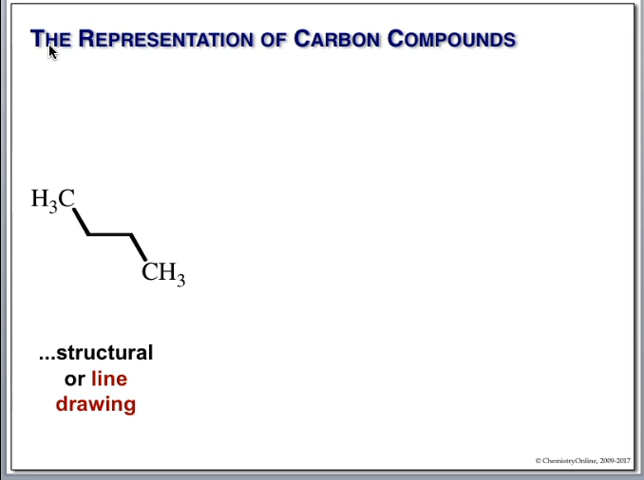 THE REPRESENTATION OF CARBON COMPOUNDS
H₃C
CH₃
...structural
or line
drawing
© ChemistryOnline, 2009-2017